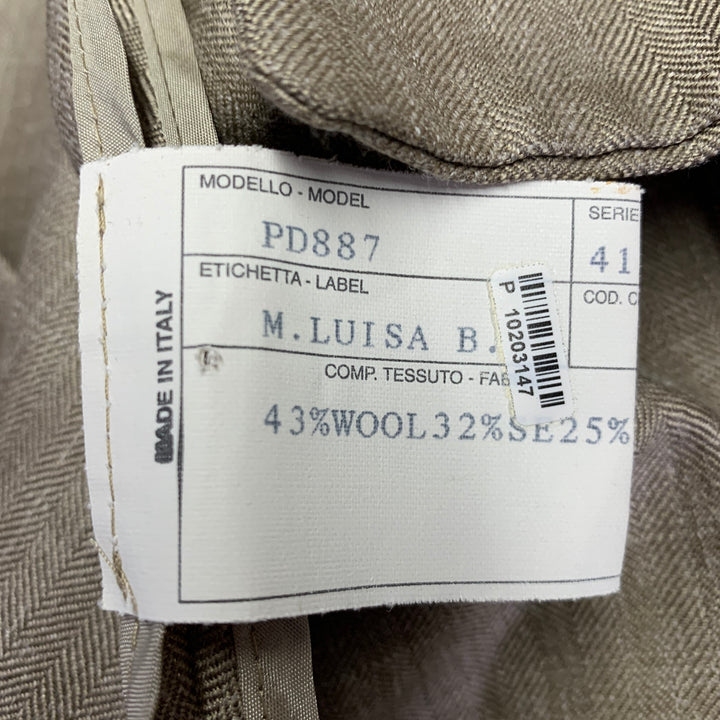 MODELLO - MODEL
SERIE
PD887
41
ETICHETTA - LABEL
COD. C
M.LUISA B.
P 10203147
COMP. TESSUTO - FAB
43%WOOL32%SE25%
MADE IN ITALY